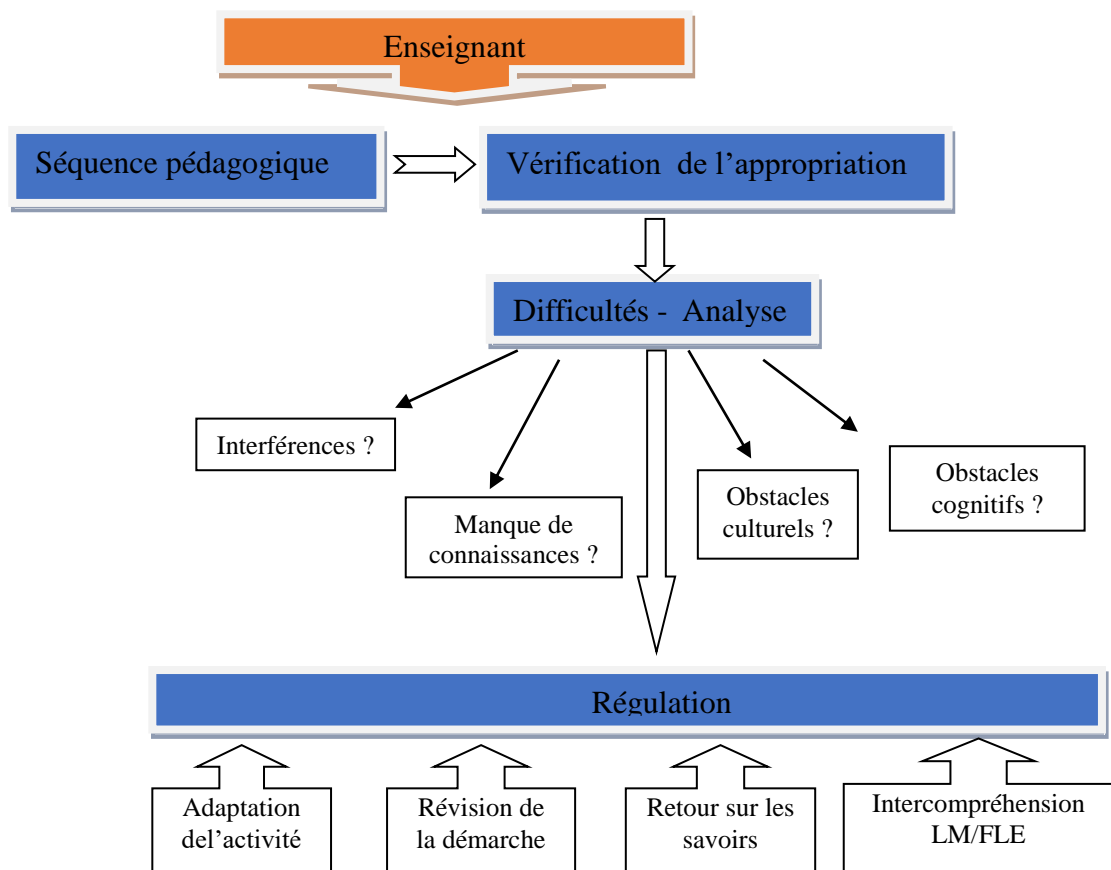 Enseignant
Séquence pédagogique
Vérification de l’appropriation
Difficultés - Analyse
Interférences ?
Manque de
connaissances ?
Obstacles
culturels ?
Obstacles
cognitifs ?
Régulation
Adaptation
del’activité
Révision de
la démarche
Retour sur les
savoirs
Intercompréhension
LM/FLE